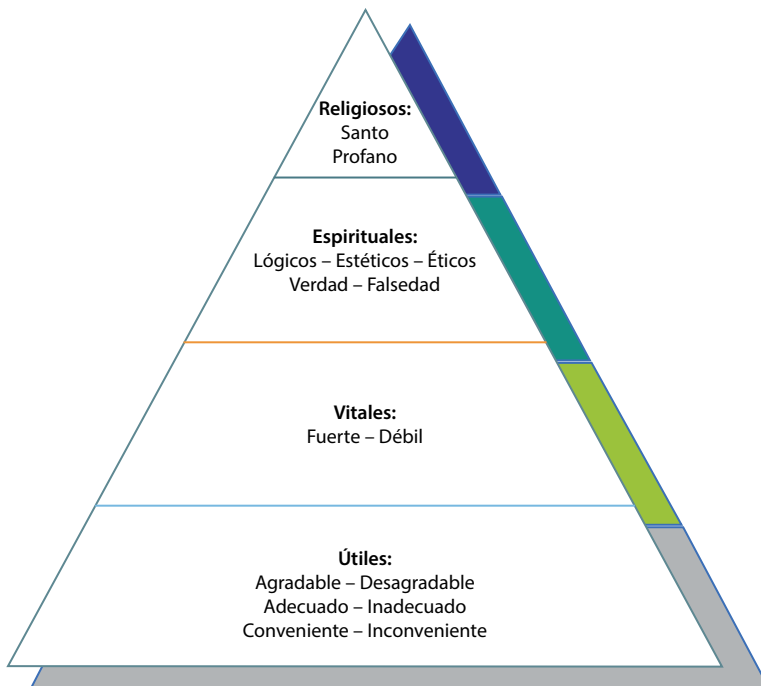 Religiosos:
Santo
Profano
Espirituales:
Lógicos – Estéticos – Éticos
Verdad – Falsedad
Vitales:
Fuerte – Débil
Útiles:
Agradable – Desagradable
Adecuado – Inadecuado
Conveniente – Inconveniente